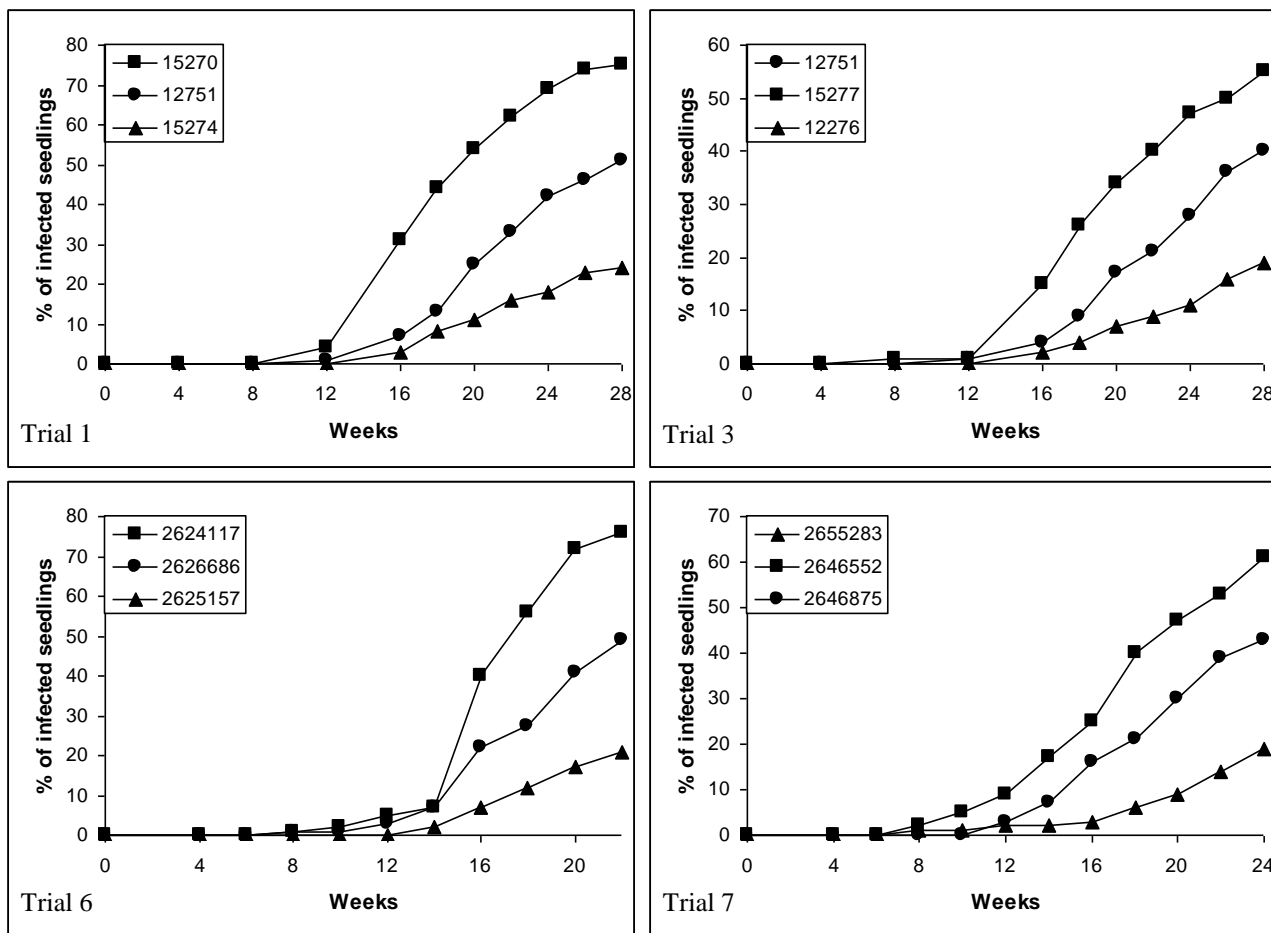 15270
12751
15274
% of infected seedlings
80
70
60
50
40
30
20
10
0
0 4 8 12 16 20 24 28
Weeks
Trial 1
12751
15277
12276
% of infected seedlings
60
50
40
30
20
10
0
0 4 8 12 16 20 24 28
Weeks
Trial 3
2624117
2626686
2625157
% of infected seedlings
80
70
60
50
40
30
20
10
0
0 4 8 12 16 20
Weeks
Trial 6
2655283
2646552
2646875
% of infected seedlings
70
60
50
40
30
20
10
0
0 4 8 12 16 20 24
Weeks
Trial 7